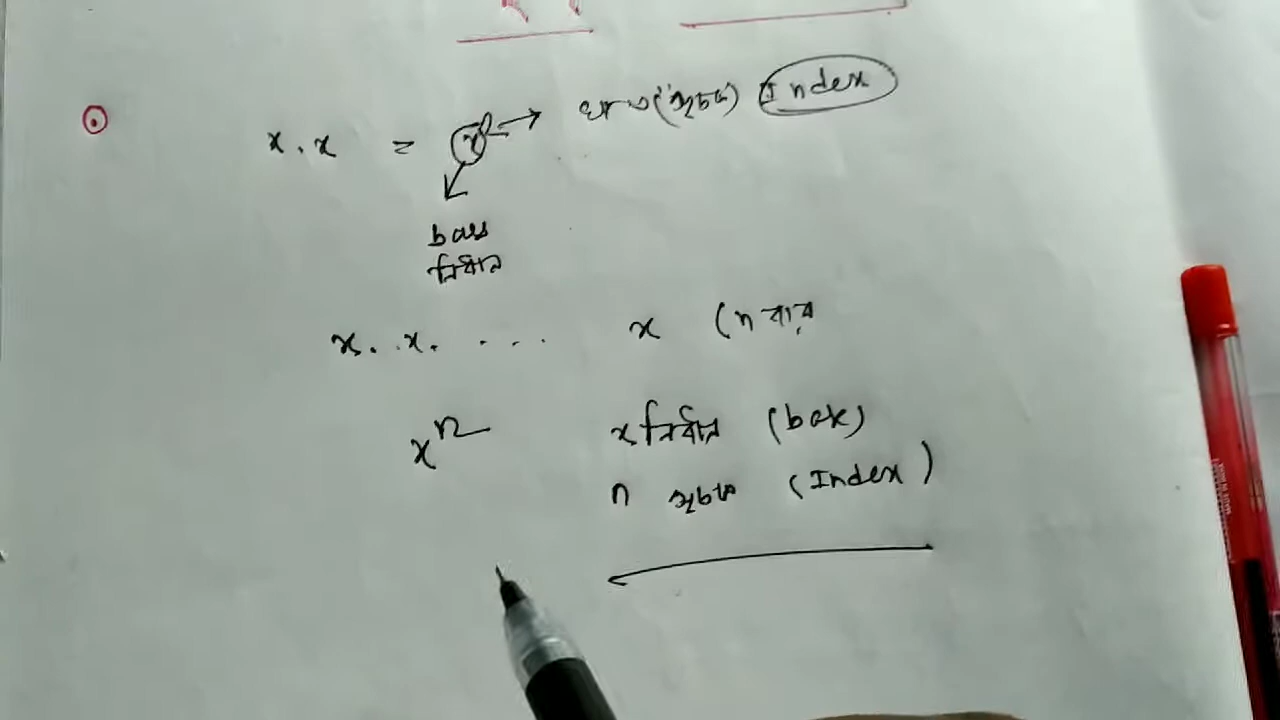 x . x = x² → ঘাত (সূচক) Index
base
নিধান
x . x . . . . x (n বার
xⁿ x নিধান (base)
n সূচক (Index)